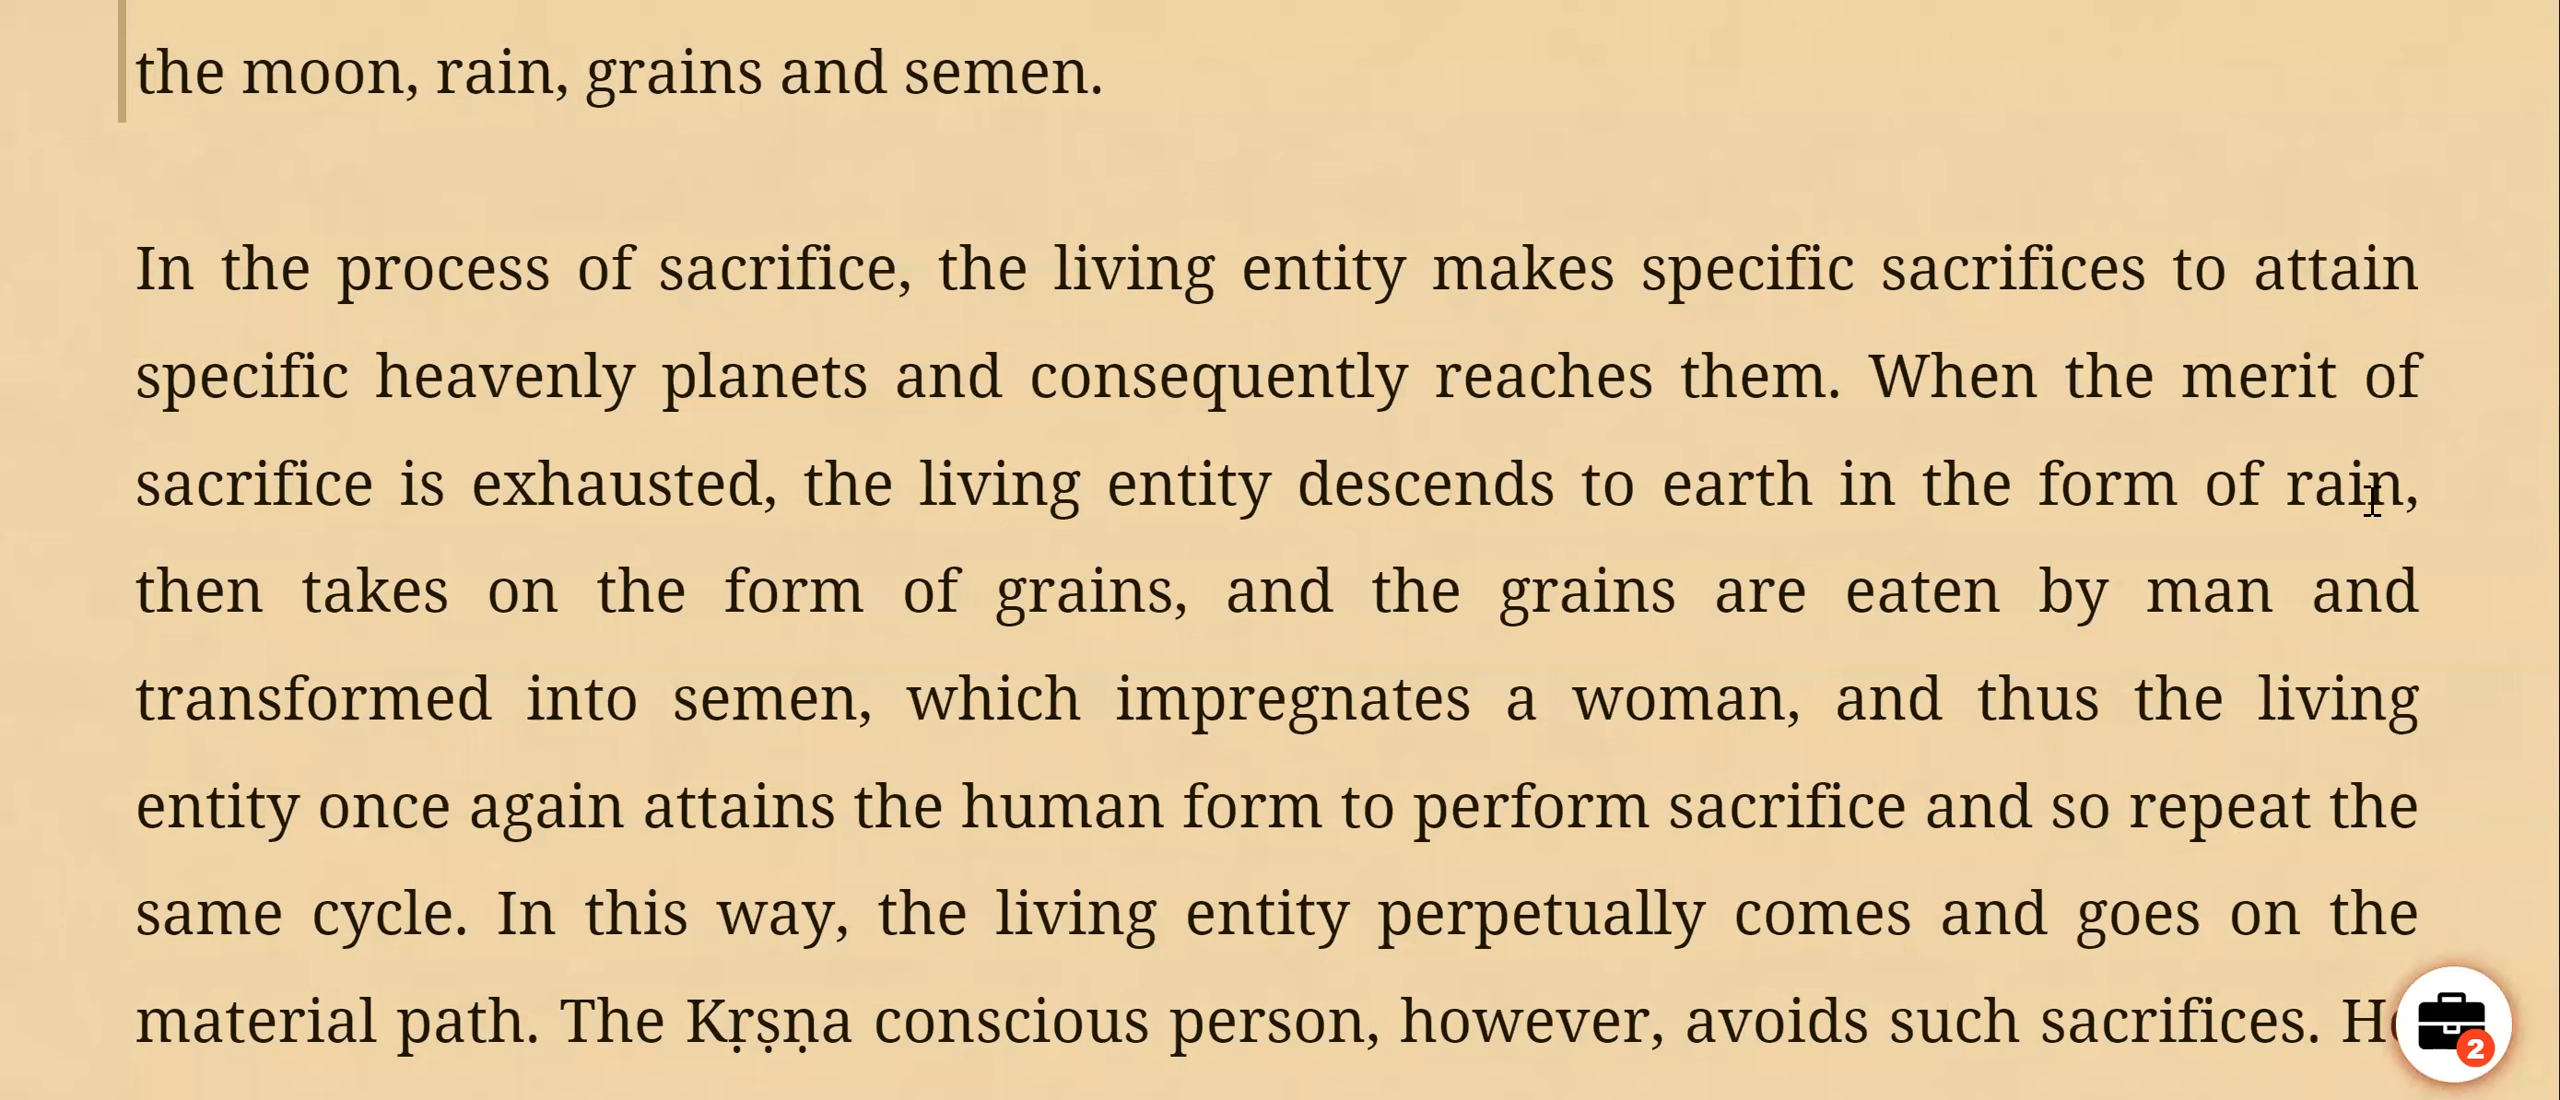 the moon, rain, grains and semen.
In the process of sacrifice, the living entity makes specific sacrifices to attain
specific heavenly planets and consequently reaches them. When the merit of
sacrifice is exhausted, the living entity descends to earth in the form of rain,
then takes on the form of grains, and the grains are eaten by man and
transformed into semen, which impregnates a woman, and thus the living
entity once again attains the human form to perform sacrifice and so repeat the
same cycle. In this way, the living entity perpetually comes and goes on the
material path. The Kṛṣṇa conscious person, however, avoids such sacrifices. He
2